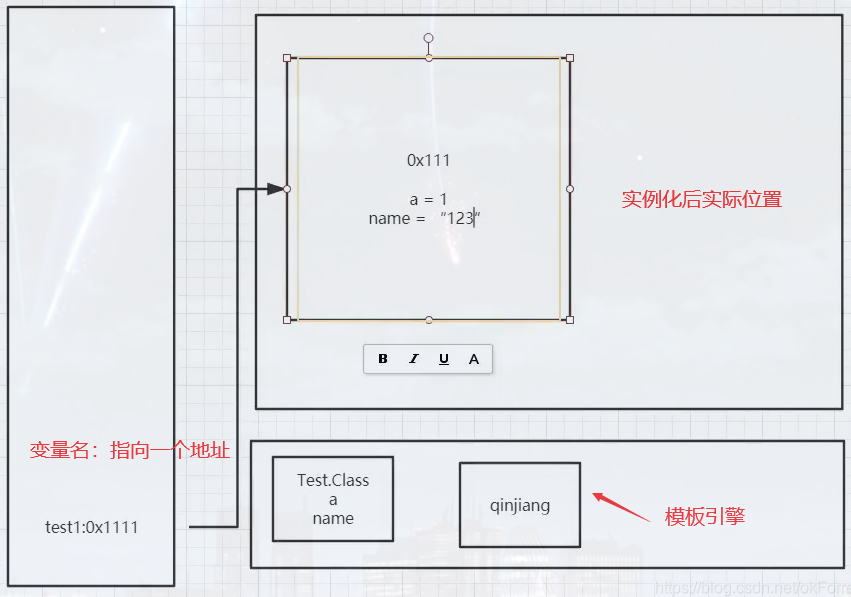 0x111
a = 1
name = “123”
实例化后实际位置
B I U A
变量名：指向一个地址
test1:0x1111
Test.Class
a
name
qinjiang
模板引擎
https://blog.csdn.net/okForre